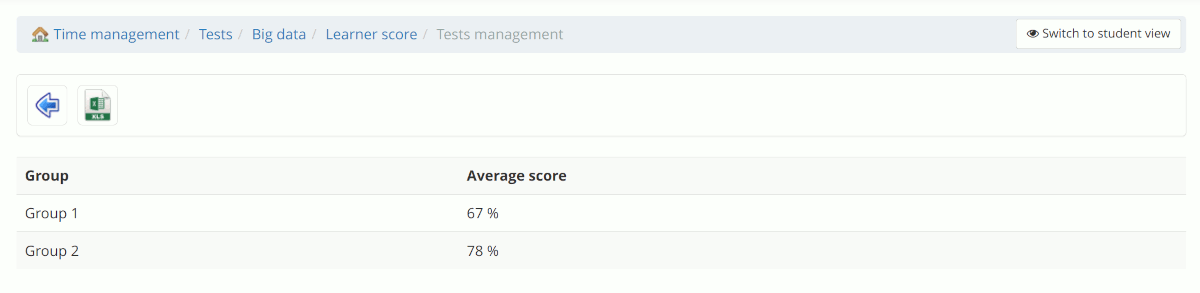 Time management / Tests / Big data / Learner score / Tests management Switch to student view
XLS
Group Average score
Group 1 67 %
Group 2 78 %